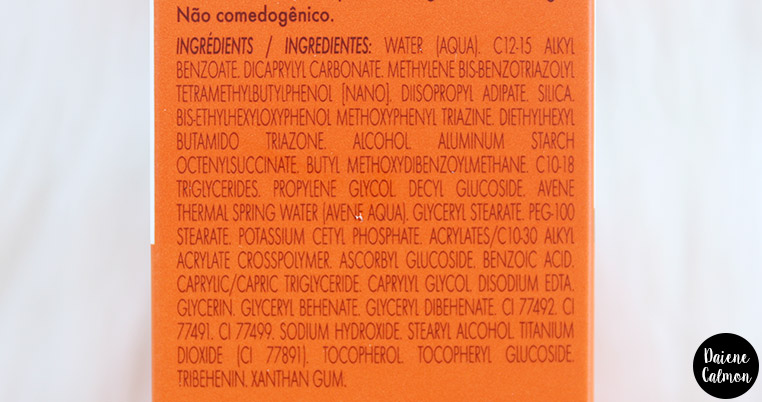 Não comedogênico.
INGRÉDIENTS / INGREDIENTES: WATER (AQUA). C12-15 ALKYL
BENZOATE. DICAPRYLYL CARBONATE. METHYLENE BIS-BENZOTRIAZOLYL
TETRAMETHYLBUTYLPHENOL [NANO]. DIISOPROPYL ADIPATE. SILICA.
BIS-ETHYLHEXYLOXYPHENOL METHOXYPHENYL TRIAZINE. DIETHYLHEXYL
BUTAMIDO TRIAZONE. ALCOHOL ALUMINUM STARCH
OCTENYLSUCCINATE. BUTYL METHOXYDIBENZOYLMETHANE. C10-18
TRIGLYCERIDES. PROPYLENE GLYCOL. DECYL GLUCOSIDE. AVENE
THERMAL SPRING WATER (AVENE AQUA). GLYCERYL STEARATE. PEG-100
STEARATE. POTASSIUM CETYL PHOSPHATE. ACRYLATES/C10-30 ALKYL
ACRYLATE CROSSPOLYMER. ASCORBYL GLUCOSIDE. BENZOIC ACID.
CAPRYLIC/CAPRIC TRIGLYCERIDE. CAPRYLYL GLYCOL. DISODIUM EDTA.
GLYCERIN. GLYCERYL BEHENATE. GLYCERYL DIBEHENATE. CI 77492. CI
77491. CI 77499. SODIUM HYDROXIDE. STEARYL ALCOHOL. TITANIUM
DIOXIDE (CI 77891). TOCOPHEROL. TOCOPHERYL GLUCOSIDE.
TRIBEHENIN. XANTHAN GUM.
Daiene
Calmon